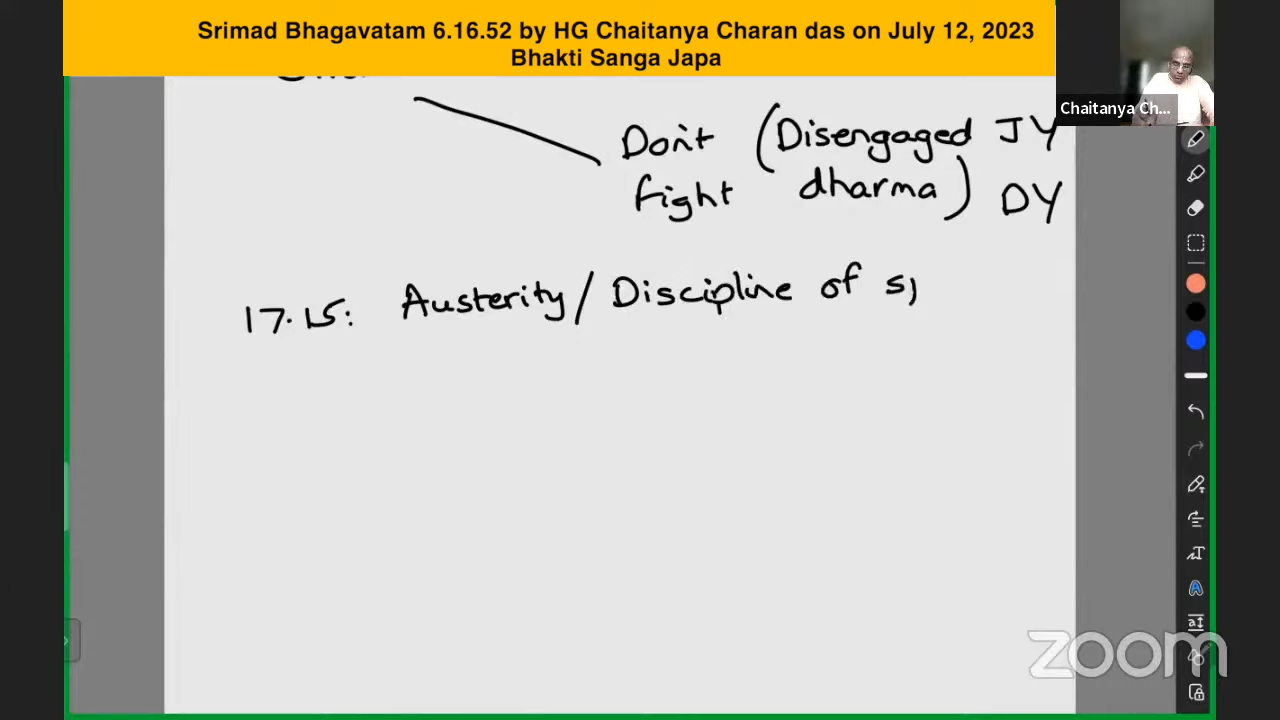 Srimad Bhagavatam 6.16.52 by HG Chaitanya Charan das on July 12, 2023
Bhakti Sanga Japa
Chaitanya Ch...
Don't (Disengaged JY
fight dharma) DY
17.15: Austerity/Discipline of
zoom